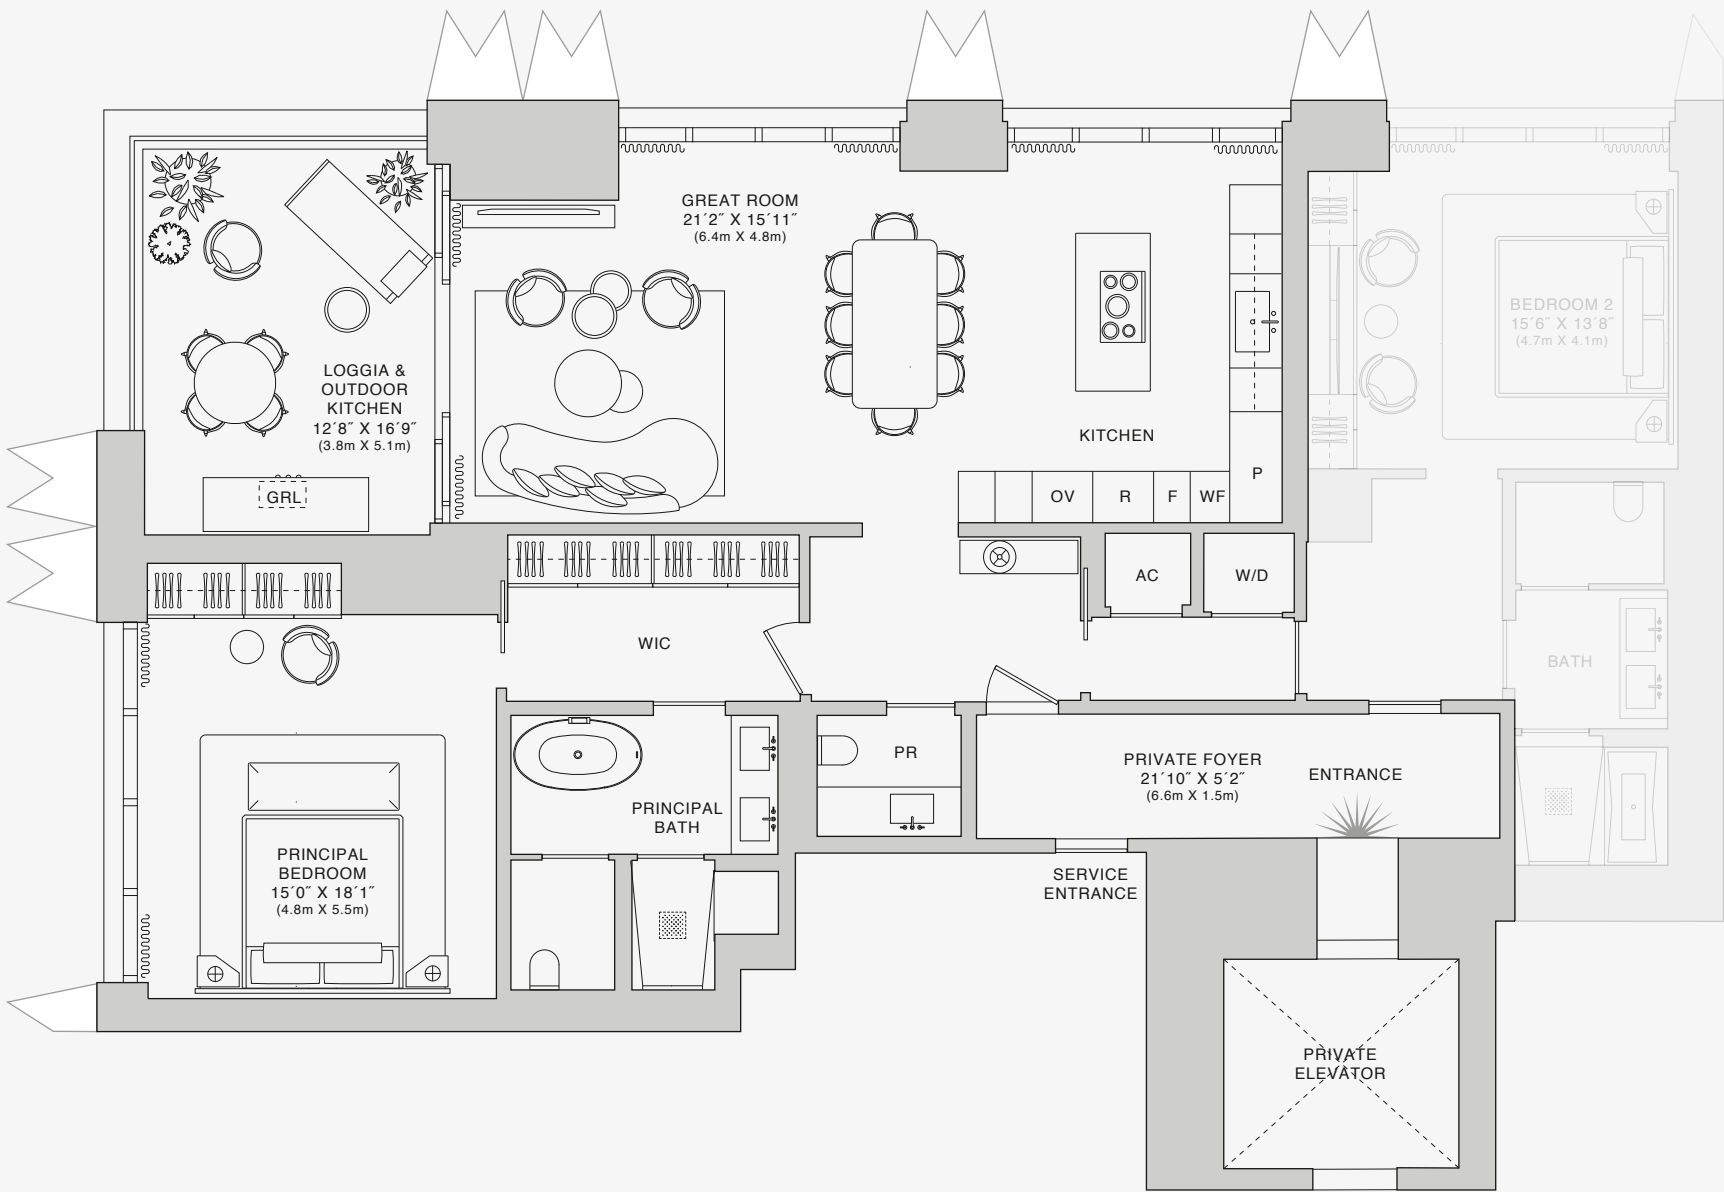 GREAT ROOM
21´2˝ X 15´11˝
(6.4m X 4.8m)
LOGGIA &
OUTDOOR
KITCHEN
12´8˝ X 16´9˝
(3.8m X 5.1m)
GRL
KITCHEN
OV
R
F
WF
P
BEDROOM 2
15´6˝ X 13´8˝
(4.7m X 4.1m)
AC
W/D
WIC
BATH
PR
PRINCIPAL
BATH
PRIVATE FOYER
21´10˝ X 5´2˝
(6.6m X 1.5m)
ENTRANCE
PRINCIPAL
BEDROOM
15´0˝ X 18´1˝
(4.8m X 5.5m)
SERVICE
ENTRANCE
PRIVATE
ELEVATOR